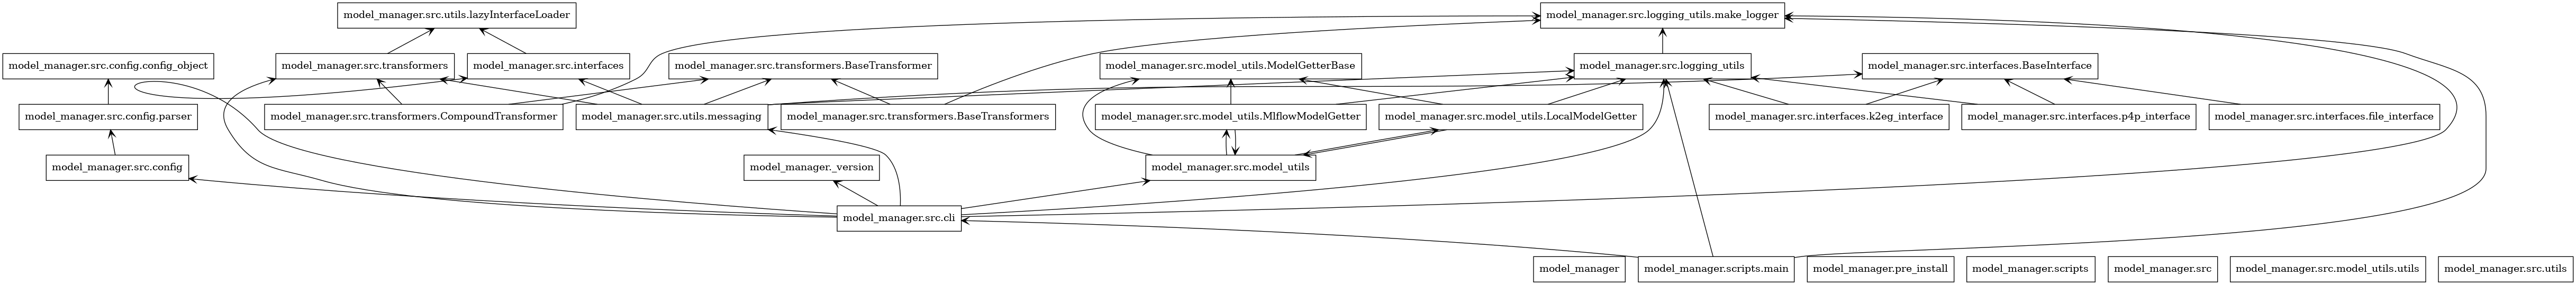 model_manager.src.utils.lazyInterfaceLoader
model_manager.src.logging_utils.make_logger
model_manager.src.config.config_object
model_manager.src.transformers
model_manager.src.interfaces
model_manager.src.transformers.BaseTransformer
model_manager.src.model_utils.ModelGetterBase
model_manager.src.logging_utils
model_manager.src.interfaces.BaseInterface
model_manager.src.config.parser
model_manager.src.transformers.CompoundTransformer
model_manager.src.utils.messaging
model_manager.src.transformers.BaseTransformers
model_manager.src.model_utils.MlflowModelGetter
model_manager.src.model_utils.LocalModelGetter
model_manager.src.interfaces.k2eg_interface
model_manager.src.interfaces.p4p_interface
model_manager.src.interfaces.file_interface
model_manager.src.config
model_manager._version
model_manager.src.model_utils
model_manager.src.cli
model_manager
model_manager.scripts.main
model_manager.pre_install
model_manager.scripts
model_manager.src
model_manager.src.model_utils.utils
model_manager.src.utils